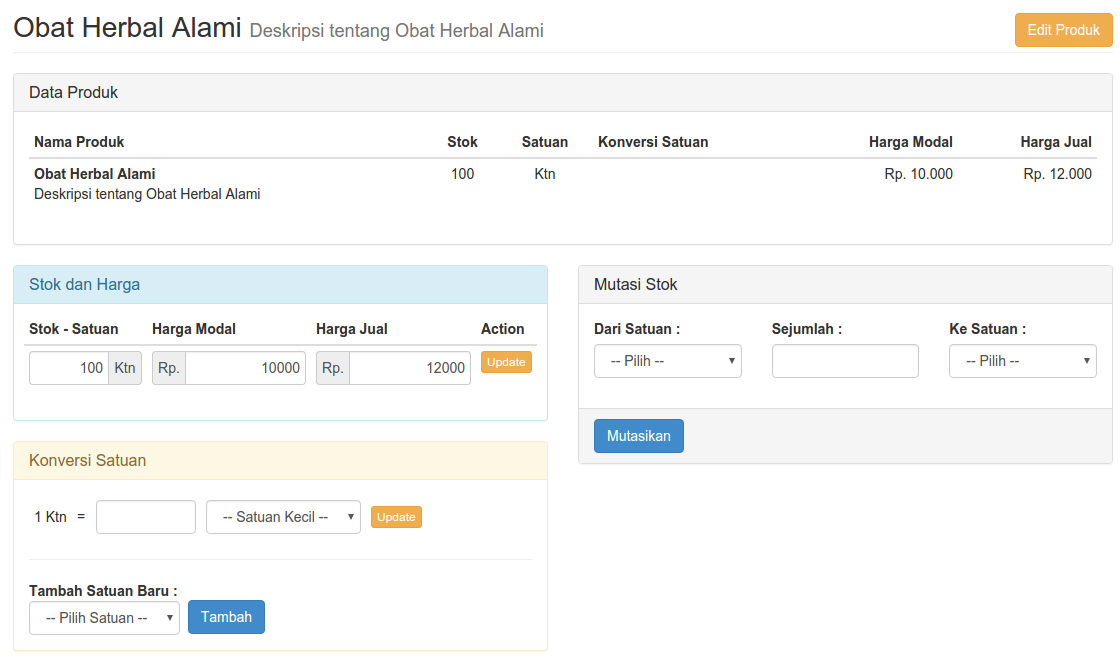 Obat Herbal Alami Deskripsi tentang Obat Herbal Alami
Edit Produk
Data Produk
Nama Produk Stok Satuan Konversi Satuan Harga Modal Harga Jual
Obat Herbal Alami 100 Ktn Rp. 10.000 Rp. 12.000
Deskripsi tentang Obat Herbal Alami
Stok dan Harga
Stok - Satuan Harga Modal Harga Jual Action
100 Ktn Rp. 10000 Rp. 12000 Update
Konversi Satuan
1 Ktn = -- Satuan Kecil -- Update
Tambah Satuan Baru :
-- Pilih Satuan -- Tambah
Mutasi Stok
Dari Satuan : Sejumlah : Ke Satuan :
-- Pilih -- -- Pilih --
Mutasikan